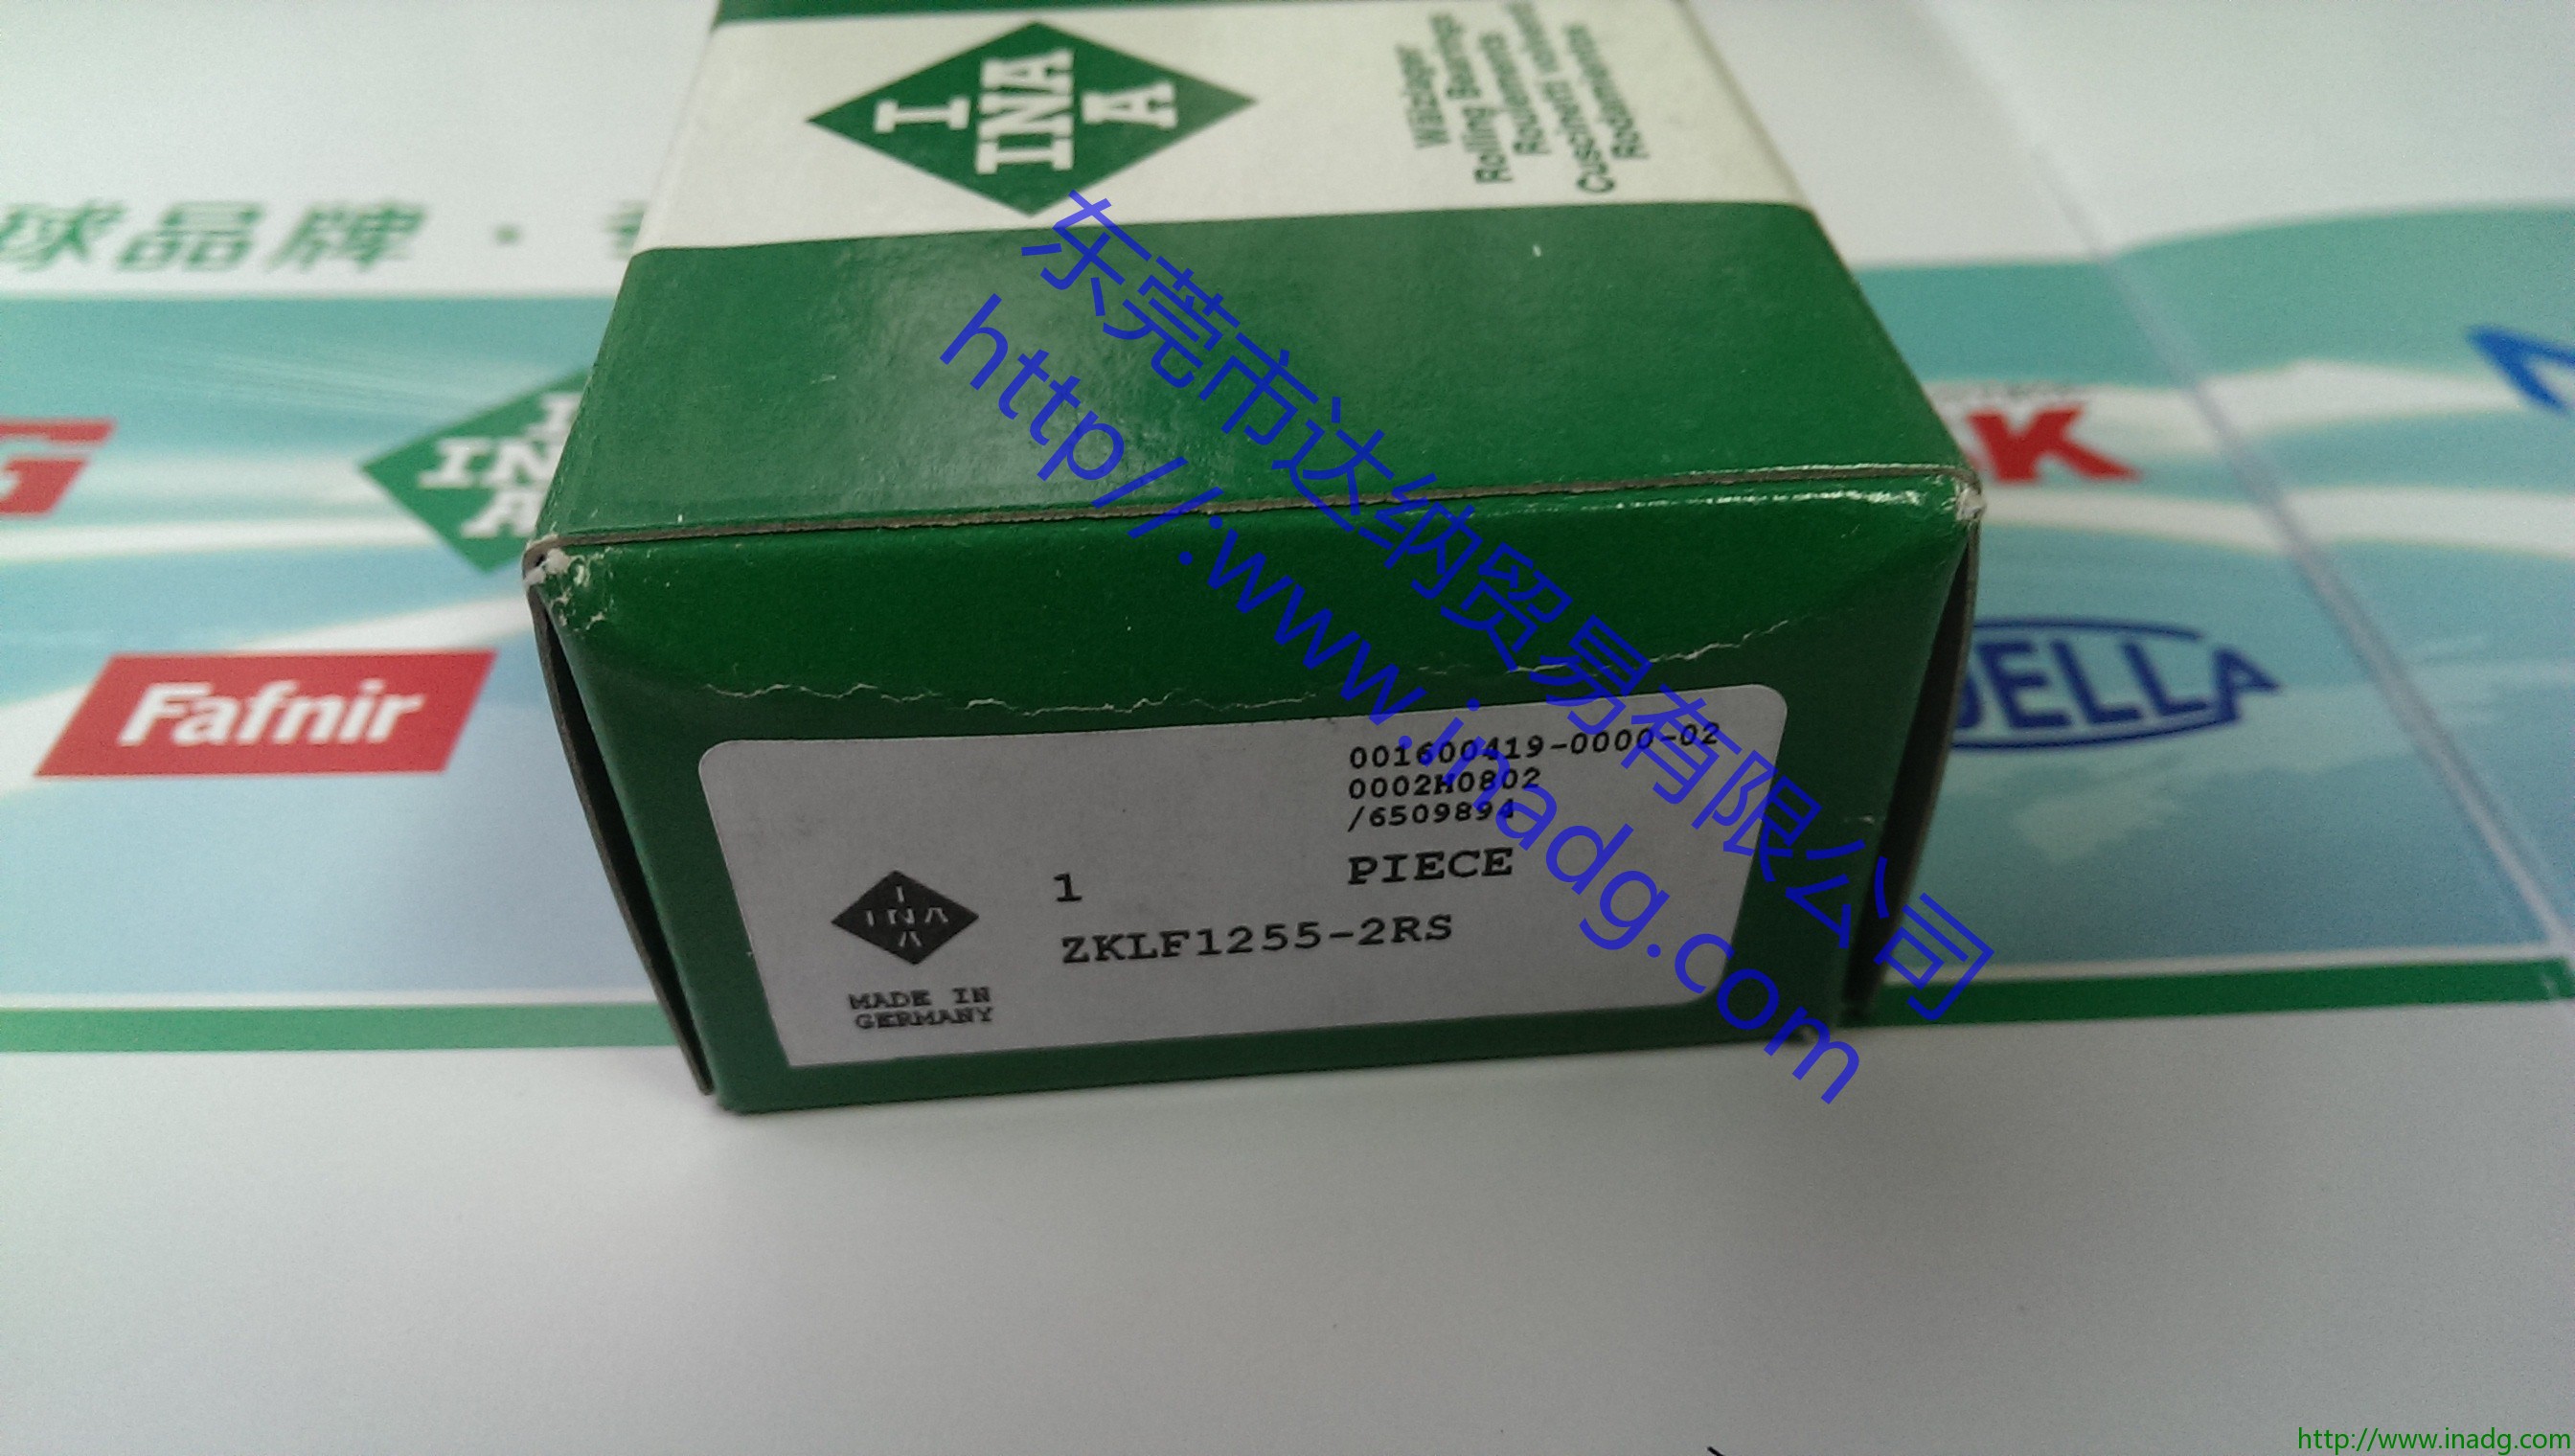 I
INA
A
Wälzlager
Rolling Bearings
Roulements
Cuscinetti volventi
Rodamientos
球品牌 ·
INA
Fafnir
DELLA
东莞市达纳贸易有限公司
http//:www.inadg.com
001600419-0000-02
0002H0802
/6509894
1 PIECE
ZKLF1255-2RS
I
INA
A
MADE IN
GERMANY
http://www.inadg.com